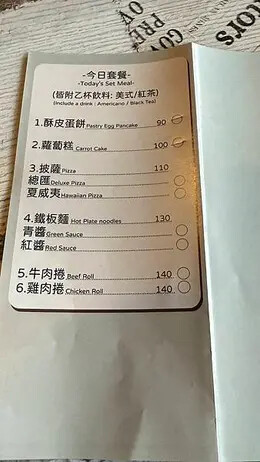 -今日套餐-
-Today's Set Meal-
(皆附乙杯飲料: 美式/紅茶)
(Include a drink : Americano / Black Tea)
1.酥皮蛋餅 Pastry Egg Pancake 90
2.蘿蔔糕 Carrot Cake 100
3.披薩 Pizza 110
總匯 Deluxe Pizza
夏威夷 Hawaiian Pizza
4.鐵板麵 Hot Plate noodles 130
青醬 Green Sauce
紅醬 Red Sauce
5.牛肉捲 Beef Roll 140
6.雞肉捲 Chicken Roll 140